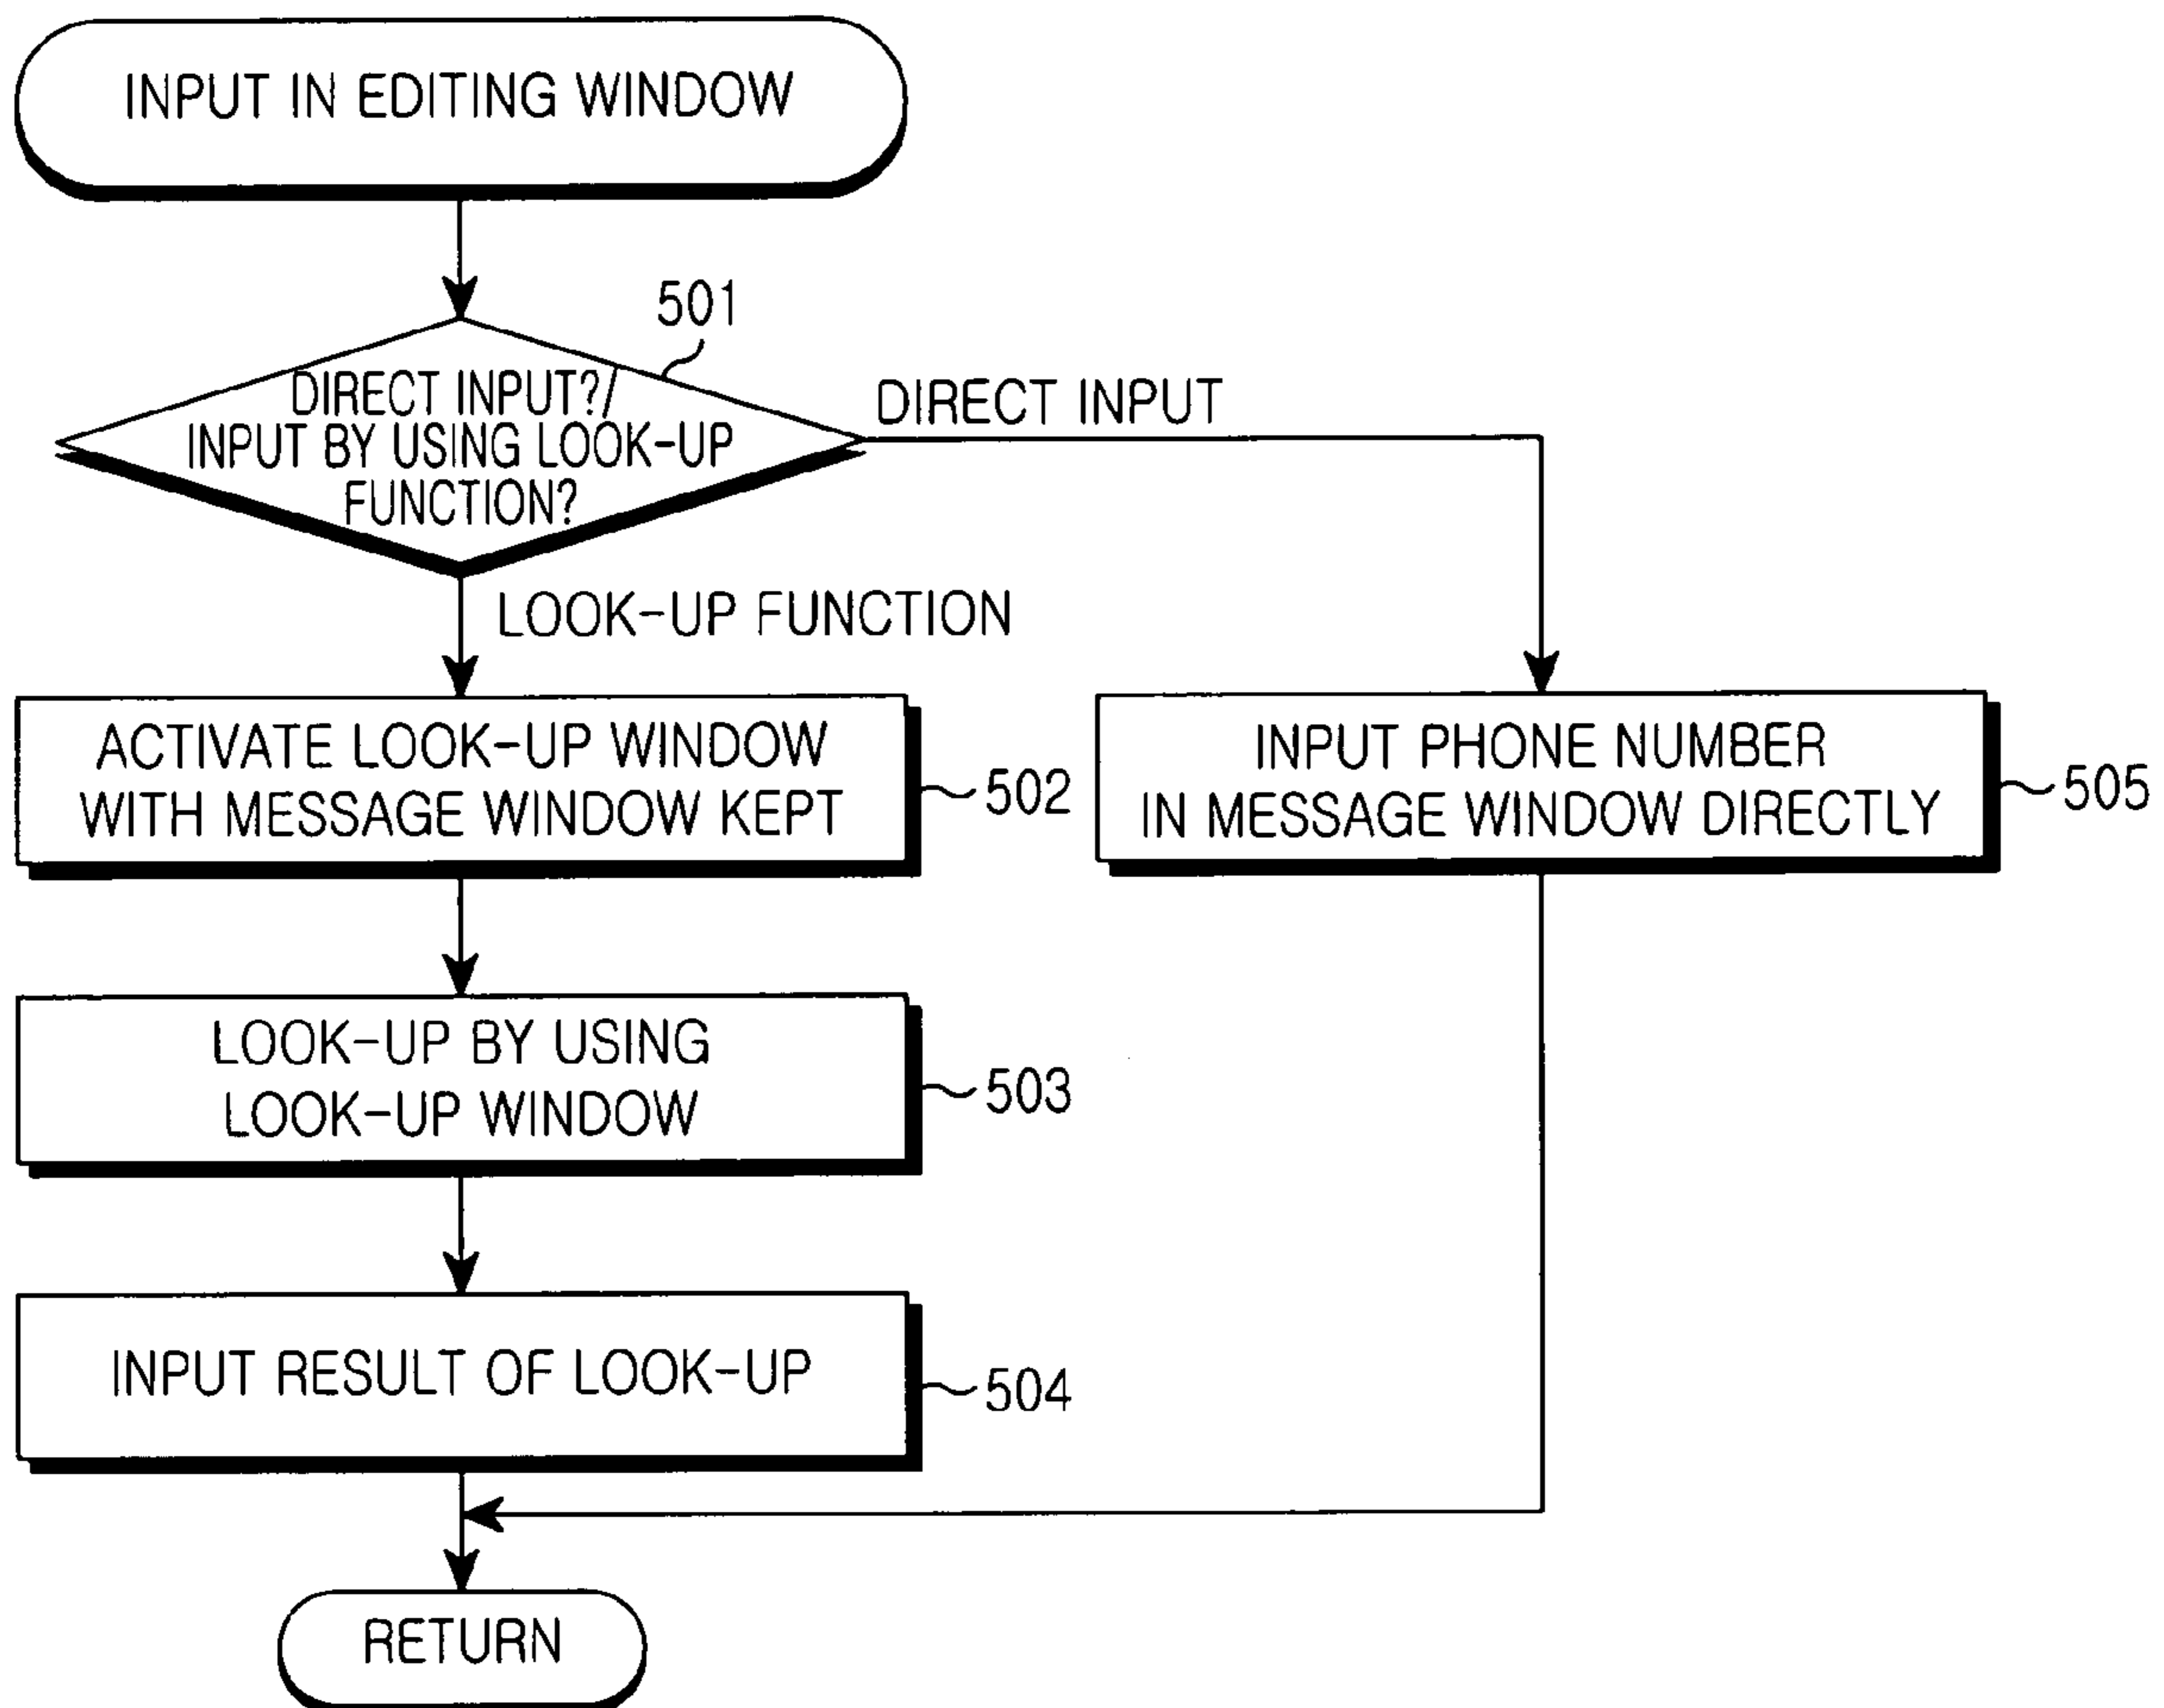 INPUT IN EDITING WINDOW
501
DIRECT INPUT?/
INPUT BY USING LOOK-UP
FUNCTION?
DIRECT INPUT
LOOK-UP FUNCTION
ACTIVATE LOOK-UP WINDOW
WITH MESSAGE WINDOW KEPT
502
INPUT PHONE NUMBER
IN MESSAGE WINDOW DIRECTLY
505
LOOK-UP BY USING
LOOK-UP WINDOW
503
INPUT RESULT OF LOOK-UP
504
RETURN